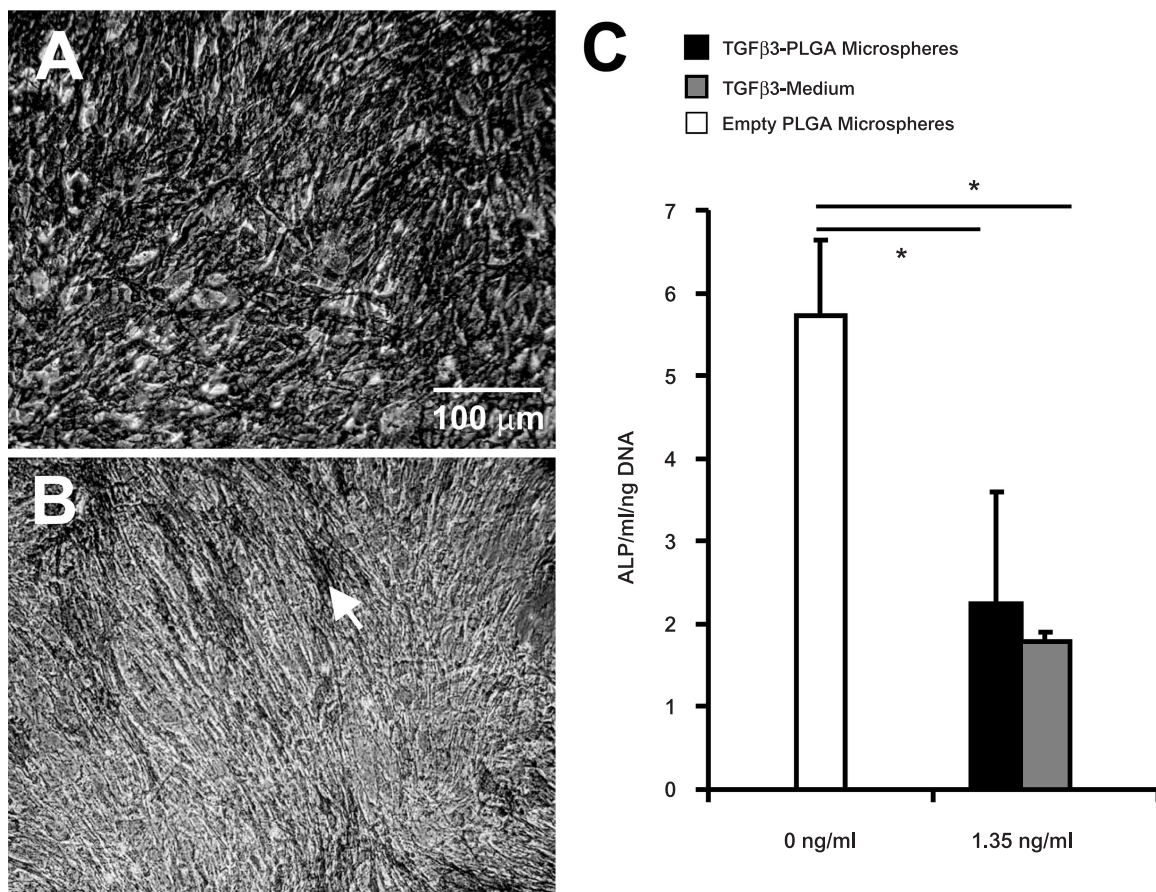 A
100 μm
B
C
TGFβ3-PLGA Microspheres
TGFβ3-Medium
Empty PLGA Microspheres
*
*
7
6
5
4
3
2
1
0
ALP/ml/ng DNA
0 ng/ml
1.35 ng/ml